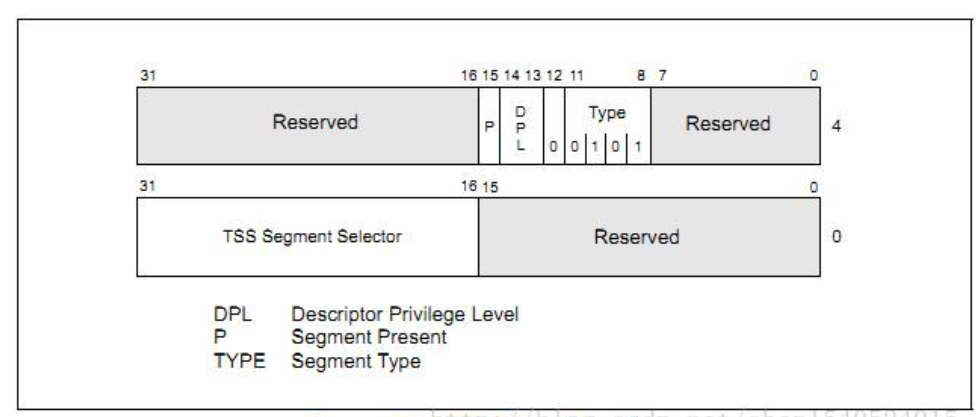 31 16 15 14 13 12 11 8 7 0
Reserved P DPL 0 Type 0 1 0 1 Reserved 4
31 16 15 0
TSS Segment Selector Reserved 0
DPL Descriptor Privilege Level
P Segment Present
TYPE Segment Type